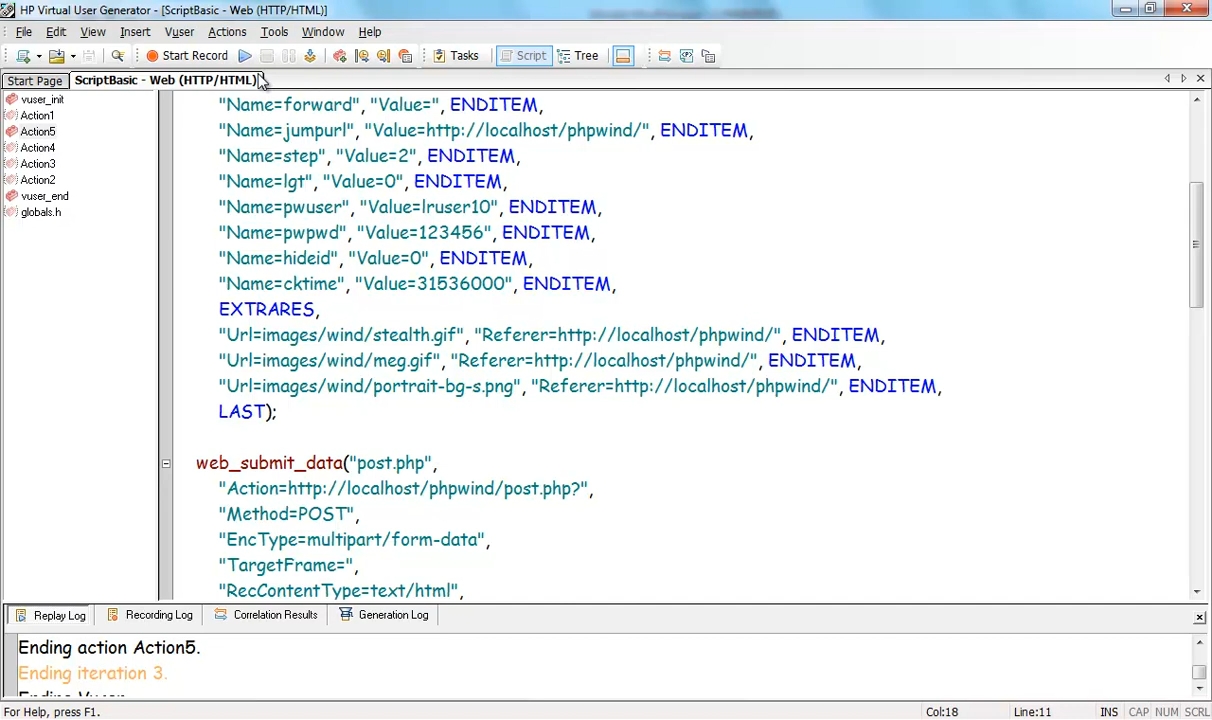 HP Virtual User Generator - [ScriptBasic - Web (HTTP/HTML)]
File Edit View Insert Vuser Actions Tools Window Help
Start Record Tasks Script Tree
Start Page ScriptBasic - Web (HTTP/HTML)
vuser_init
Action1
Action5
Action4
Action3
Action2
vuser_end
globals.h
"Name=forward", "Value=", ENDITEM,
"Name=jumpurl", "Value=http://localhost/phpwind/", ENDITEM,
"Name=step", "Value=2", ENDITEM,
"Name=lgt", "Value=0", ENDITEM,
"Name=pwuser", "Value=lruser10", ENDITEM,
"Name=pwpwd", "Value=123456", ENDITEM,
"Name=hideid", "Value=0", ENDITEM,
"Name=cktime", "Value=31536000", ENDITEM,
EXTRARES,
"Url=images/wind/stealth.gif", "Referer=http://localhost/phpwind/", ENDITEM,
"Url=images/wind/meg.gif", "Referer=http://localhost/phpwind/", ENDITEM,
"Url=images/wind/portrait-bg-s.png", "Referer=http://localhost/phpwind/", ENDITEM,
LAST);
web_submit_data("post.php",
"Action=http://localhost/phpwind/post.php?",
"Method=POST",
"EncType=multipart/form-data",
"TargetFrame=",
"RecContentType=text/html",
Replay Log Recording Log Correlation Results Generation Log
Ending action Action5.
Ending iteration 3.
Ending Vuser
For Help, press F1. Col:18 Line:11 INS CAP NUM SCRL